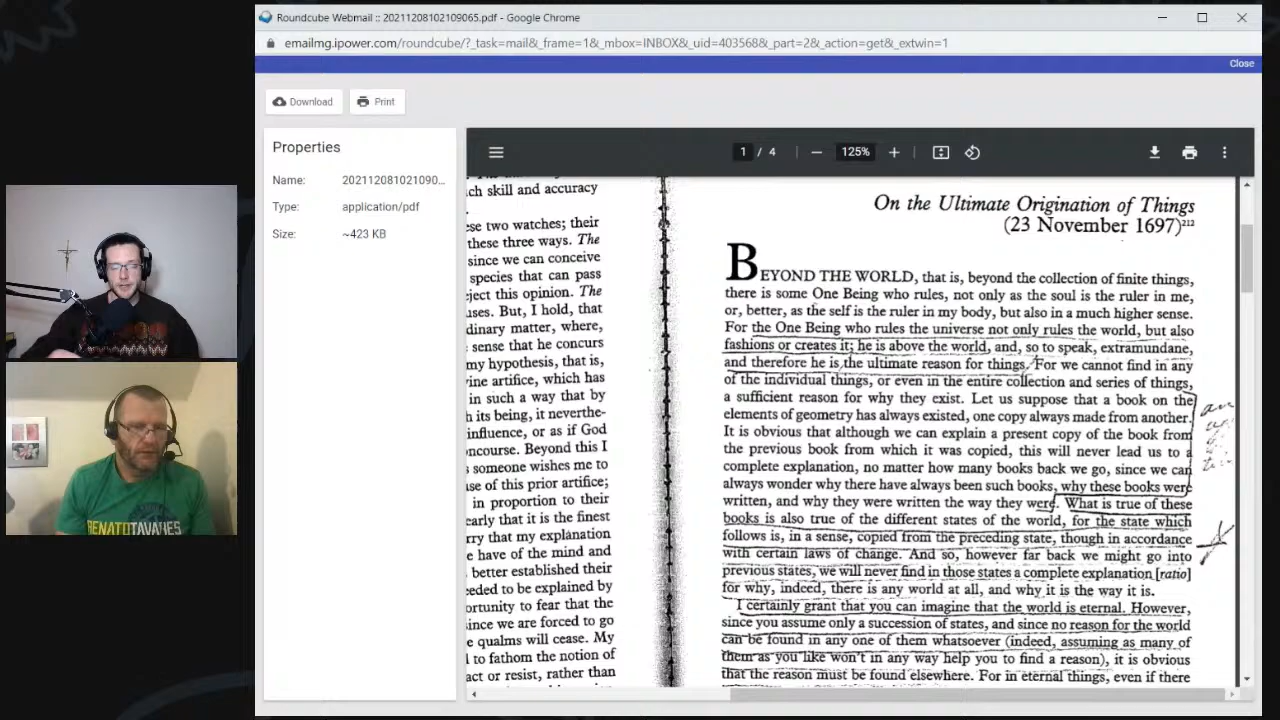 Roundcube Webmail :: 20211208102109065.pdf - Google Chrome
emailmg.ipower.com/roundcube/?_task=mail&_frame=1&_mbox=INBOX&_uid=403568&_part=2&_action=get&_extwin=1
Close
Download
Print
Properties
Name: 202112081021090...
Type: application/pdf
Size: ~423 KB
1 / 4
125%
ch skill and accuracy
se two watches; their
these three ways. The
since we can conceive
species that can pass
ject this opinion. The
uses. But, I hold, that
dinary matter, where,
sense that he concurs
my hypothesis, that is,
vine artifice, which has
in such a way that by
h its being, it neverthe-
influence, or as if God
ncourse. Beyond this I
someone wishes me to
se of this prior artifice;
in proportion to their
early that it is the finest
rry that my explanation
e have of the mind and
better established their
eeded to be explained by
ortunity to fear that the
since we are forced to go
e qualms will cease. My
l to fathom the notion of
act or resist, rather than
On the Ultimate Origination of Things
(23 November 1697)212
BEYOND THE WORLD, that is, beyond the collection of finite things,
there is some One Being who rules, not only as the soul is the ruler in me,
or, better, as the self is the ruler in my body, but also in a much higher sense.
For the One Being who rules the universe not only rules the world, but also
fashions or creates it; he is above the world, and, so to speak, extramundane,
and therefore he is the ultimate reason for things. For we cannot find in any
of the individual things, or even in the entire collection and series of things,
a sufficient reason for why they exist. Let us suppose that a book on the
elements of geometry has always existed, one copy always made from another.
It is obvious that although we can explain a present copy of the book from
the previous book from which it was copied, this will never lead us to a
complete explanation, no matter how many books back we go, since we can
always wonder why there have always been such books, why these books were
written, and why they were written the way they were. What is true of these
books is also true of the different states of the world, for the state which
follows is, in a sense, copied from the preceding state, though in accordance
with certain laws of change. And so, however far back we might go into
previous states, we will never find in those states a complete explanation [ratio]
for why, indeed, there is any world at all, and why it is the way it is.
I certainly grant that you can imagine that the world is eternal. However,
since you assume only a succession of states, and since no reason for the world
can be found in any one of them whatsoever (indeed, assuming as many of
them as you like won't in any way help you to find a reason), it is obvious
that the reason must be found elsewhere. For in eternal things, even if there
RENATO TAVARES